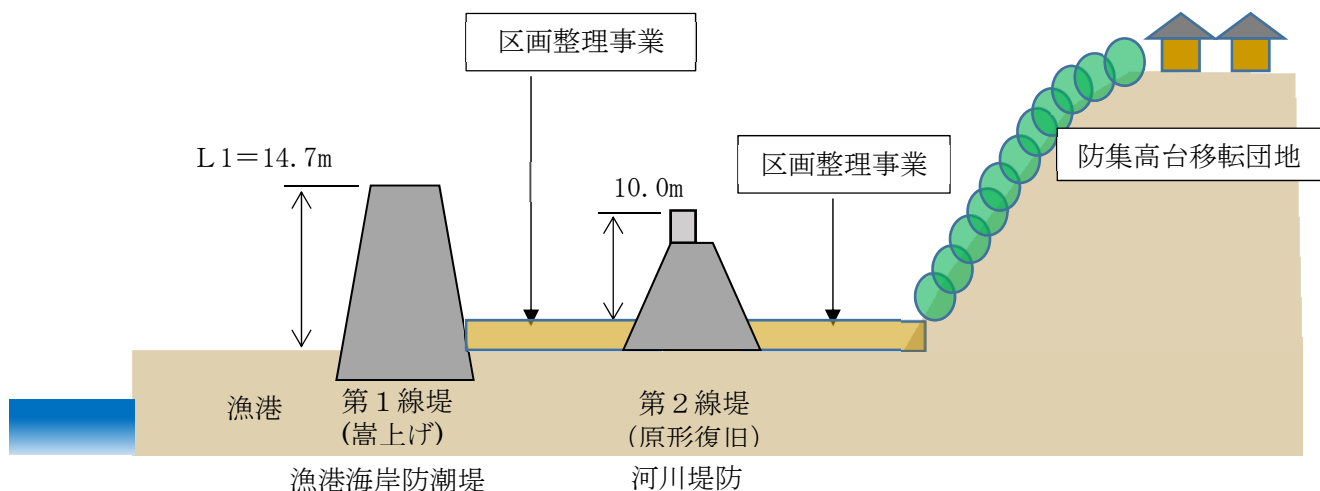 区画整理事業
L1=14.7m
10.0m
区画整理事業
防集高台移転団地
漁港
第1線堤
(嵩上げ)
漁港海岸防潮堤
第2線堤
(原形復旧)
河川堤防